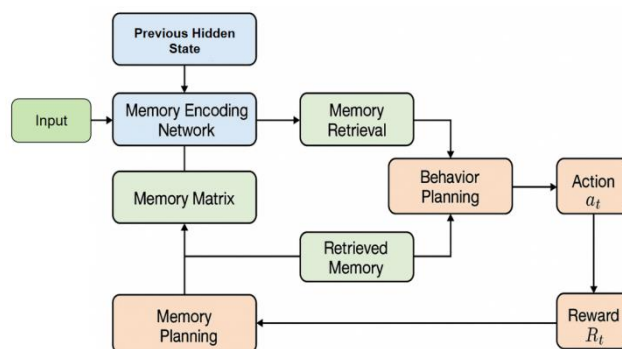 Previous Hidden
State
Input
Memory Encoding
Network
Memory
Retrieval
Behavior
Planning
Action
a_t
Memory Matrix
Retrieved
Memory
Memory
Planning
Reward
R_t